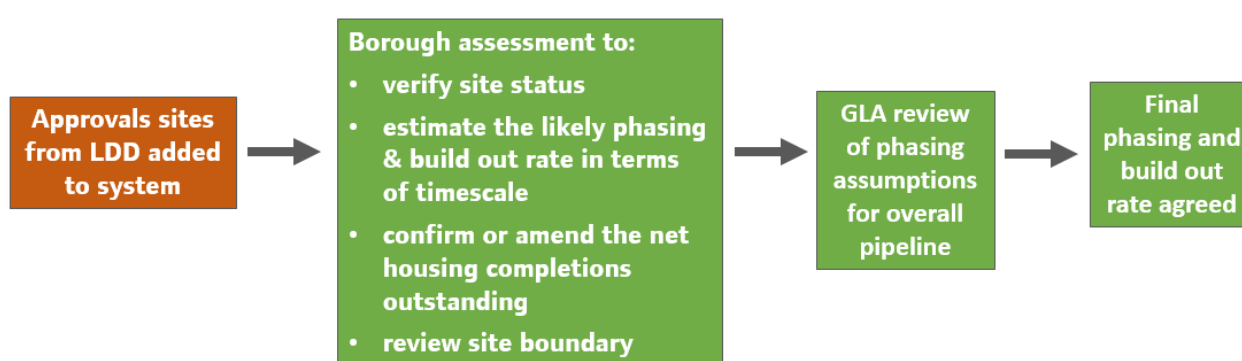 Approvals sites
from LDD added
to system
Borough assessment to:
• verify site status
• estimate the likely phasing
& build out rate in terms
of timescale
• confirm or amend the net
housing completions
outstanding
• review site boundary
GLA review
of phasing
assumptions
for overall
pipeline
Final
phasing and
build out
rate agreed